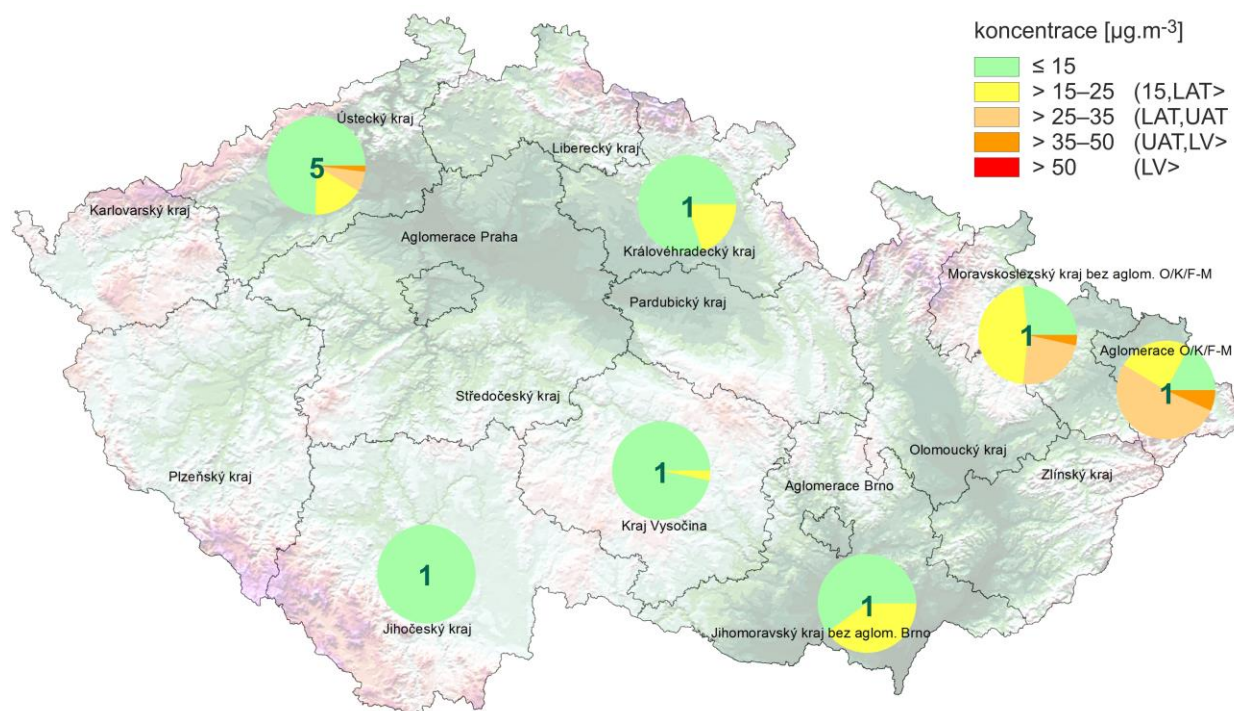 koncentrace [µg.m⁻³]
≤ 15
> 15–25 (15,LAT>
> 25–35 (LAT,UAT
> 35–50 (UAT,LV>
> 50 (LV>
Ústecký kraj
5
Liberecký kraj
Karlovarský kraj
1
Aglomerace Praha
Královéhradecký kraj
Moravskoslezský kraj bez aglom. O/K/F-M
Pardubický kraj
1
Aglomerace O/K/F-M
1
Středočeský kraj
Olomoucký kraj
Plzeňský kraj
1
Zlínský kraj
Aglomerace Brno
Kraj Vysočina
1
1
Jihočeský kraj
Jihomoravský kraj bez aglom. Brno